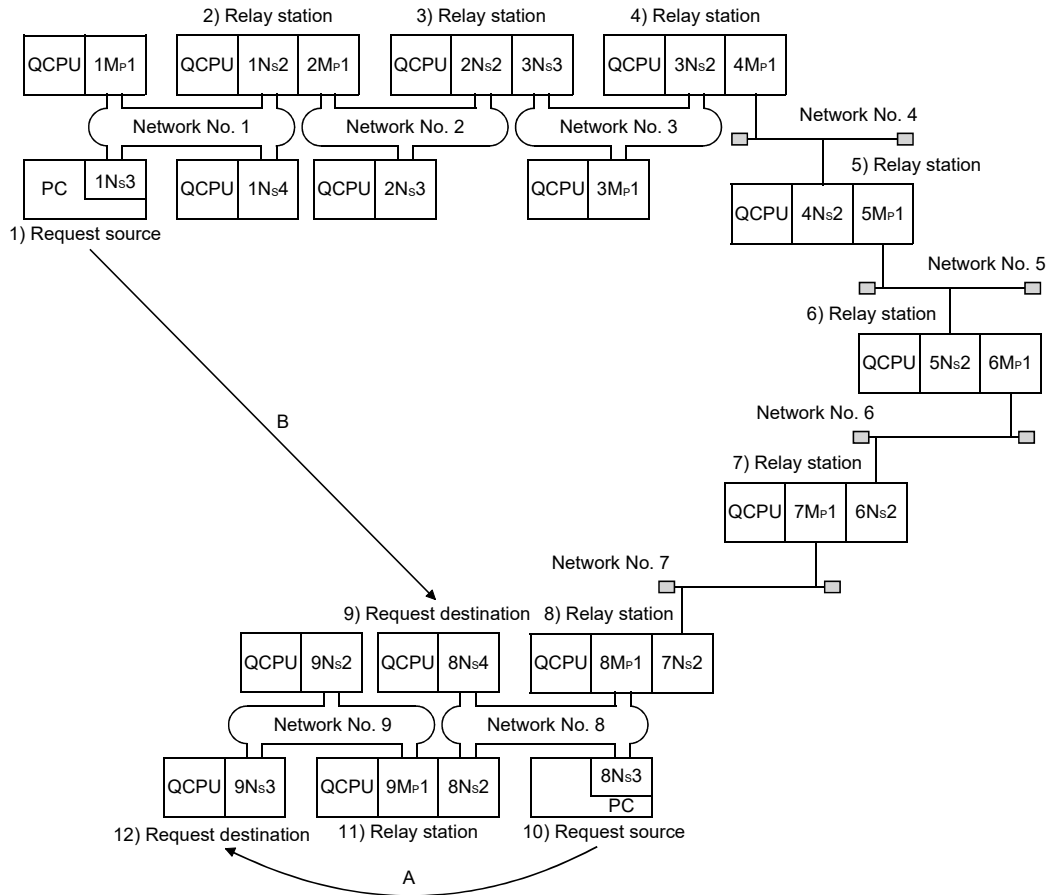 2) Relay station
3) Relay station
4) Relay station
QCPU 1MP1
QCPU 1NS2 2MP1
QCPU 2NS2 3NS3
QCPU 3NS2 4MP1
Network No. 1
Network No. 2
Network No. 3
Network No. 4
PC 1NS3
QCPU 1NS4
QCPU 2NS3
QCPU 3MP1
5) Relay station
QCPU 4NS2 5MP1
1) Request source
Network No. 5
6) Relay station
QCPU 5NS2 6MP1
B
Network No. 6
7) Relay station
QCPU 7MP1 6NS2
Network No. 7
9) Request destination
8) Relay station
QCPU 9NS2
QCPU 8NS4
QCPU 8MP1 7NS2
Network No. 9
Network No. 8
QCPU 9NS3
QCPU 9MP1 8NS2
8NS3
PC
12) Request destination
11) Relay station
10) Request source
A